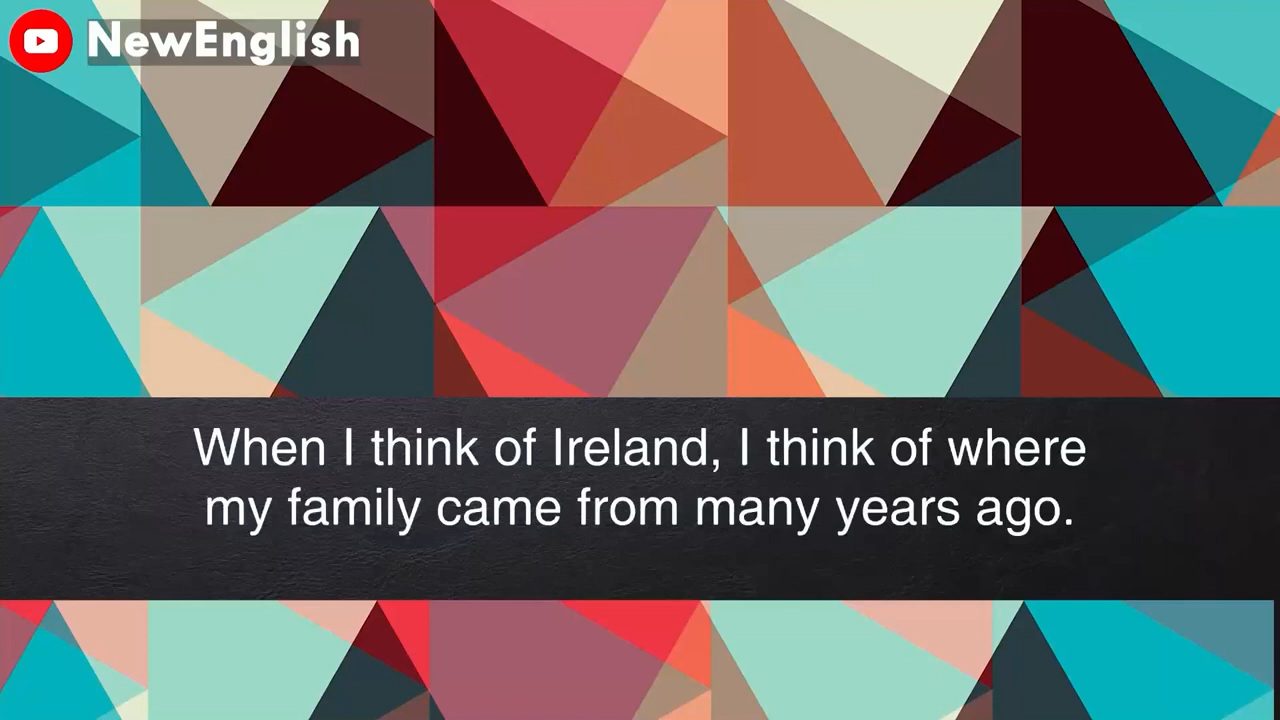 NewEnglish
When I think of Ireland, I think of where
my family came from many years ago.